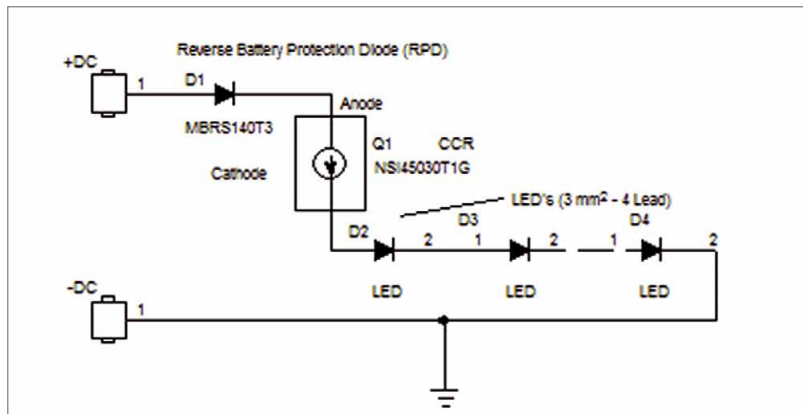 Reverse Battery Protection Diode (RPD)
+DC
1
D1
MBRS140T3
Anode
Q1 CCR
NSI45030T1G
Cathode
LED's (3 mm² - 4 Lead)
D2
2
1
D3
2
1
D4
2
LED
LED
LED
-DC
1